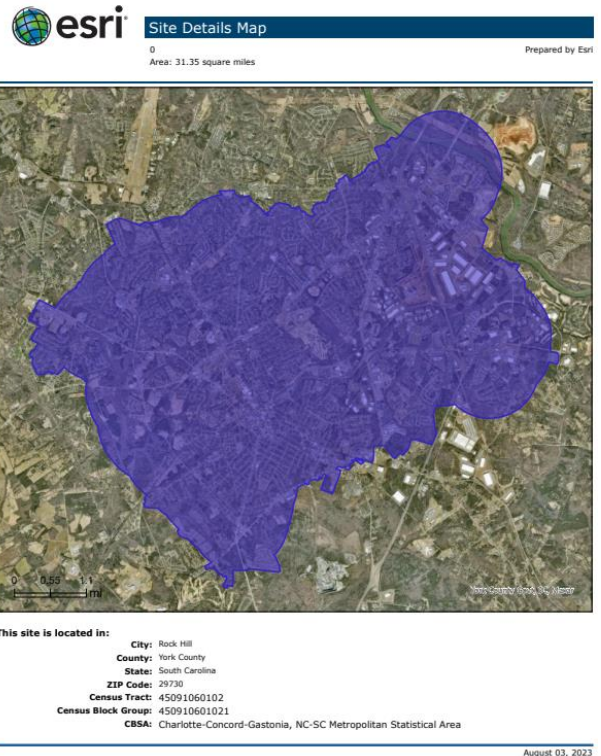 esri
Site Details Map
0
Prepared by Esri
Area: 31.35 square miles
0 0.55 1.1
mi
This site is located in:
City: Rock Hill
County: York County
State: South Carolina
ZIP Code: 29730
Census Tract: 45091060102
Census Block Group: 450910601021
CBSA: Charlotte-Concord-Gastonia, NC-SC Metropolitan Statistical Area
August 03, 2023